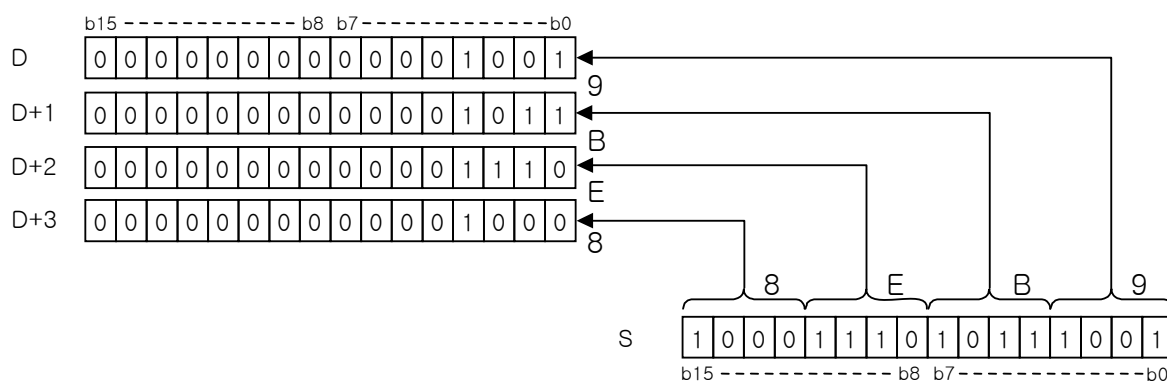 b15 b8 b7 b0
D 0 0 0 0 0 0 0 0 0 0 0 0 1 0 0 1
9
D+1 0 0 0 0 0 0 0 0 0 0 0 0 1 0 1 1
B
D+2 0 0 0 0 0 0 0 0 0 0 0 0 1 1 1 0
E
D+3 0 0 0 0 0 0 0 0 0 0 0 0 1 0 0 0
8
8 E B 9
S 1 0 0 0 1 1 1 0 1 0 1 1 1 0 0 1
b15 b8 b7 b0